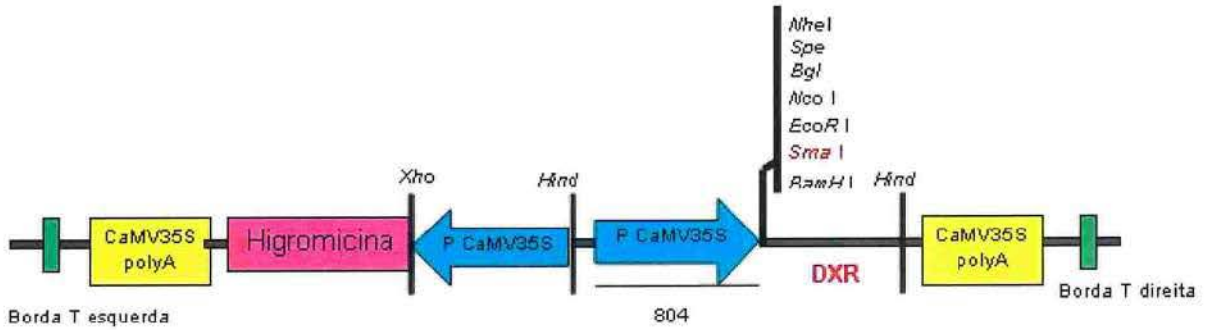 NheI
Spe
Bgl
Nco I
EcoR I
Sma I
BamH I
Xho
Hind
Hind
CaMV35S
polyA
Higromicina
P CaMV35S
P CaMV35S
CaMV35S
polyA
DXR
Borda T esquerda
804
Borda T direita